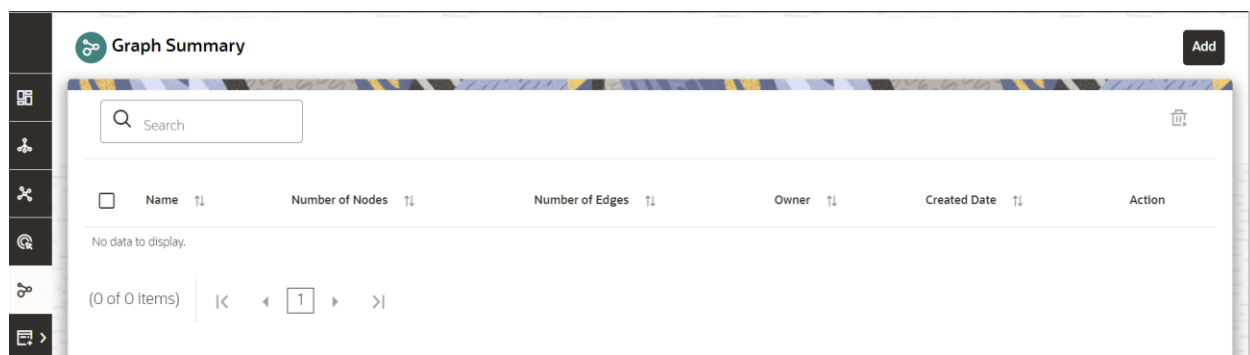 Graph Summary
Add
Search
Name Number of Nodes Number of Edges Owner Created Date Action
No data to display.
(0 of 0 items) 1